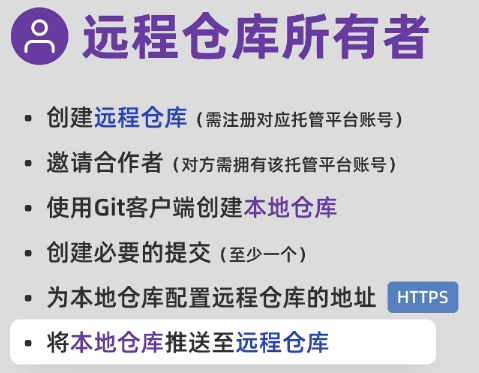 远程仓库所有者
• 创建远程仓库（需注册对应托管平台账号）
• 邀请合作者（对方需拥有该托管平台账号）
• 使用Git客户端创建本地仓库
• 创建必要的提交（至少一个）
• 为本地仓库配置远程仓库的地址 HTTPS
• 将本地仓库推送至远程仓库